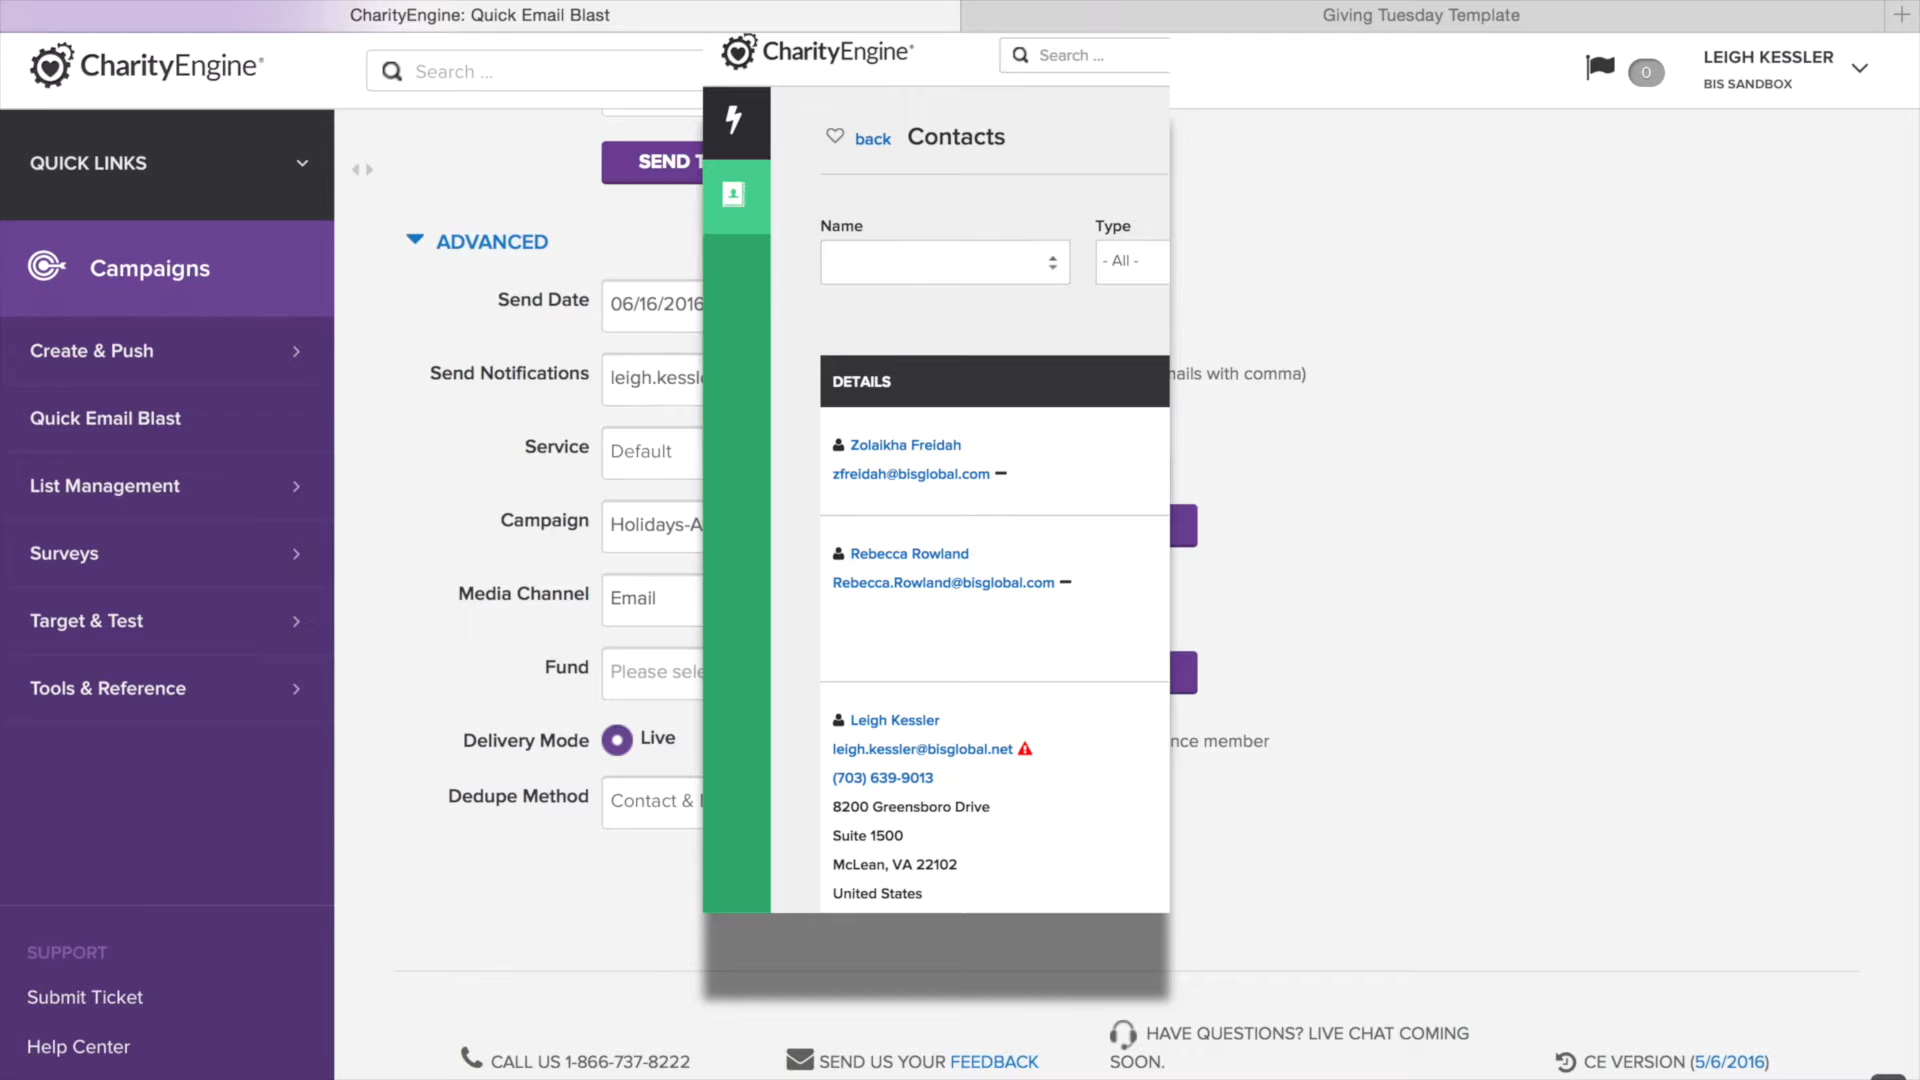 CharityEngine: Quick Email Blast
Giving Tuesday Template
CharityEngine
Search ...
CharityEngine
Search ...
0
LEIGH KESSLER
BIS SANDBOX
QUICK LINKS
Campaigns
Create & Push
Quick Email Blast
List Management
Surveys
Target & Test
Tools & Reference
SUPPORT
Submit Ticket
Help Center
SEND
ADVANCED
Send Date
06/16/2016
Send Notifications
leigh.kessl
ails with comma)
Service
Default
Campaign
Holidays-A
Media Channel
Email
Fund
Please sele
Delivery Mode
Live
nce member
Dedupe Method
Contact &
back
Contacts
Name
Type
- All -
DETAILS
Zolaikha Freidah
zfreidah@bisglobal.com
Rebecca Rowland
Rebecca.Rowland@bisglobal.com
Leigh Kessler
leigh.kessler@bisglobal.net
(703) 639-9013
8200 Greensboro Drive
Suite 1500
McLean, VA 22102
United States
CALL US 1-866-737-8222
SEND US YOUR FEEDBACK
HAVE QUESTIONS? LIVE CHAT COMING
SOON.
CE VERSION (5/6/2016)